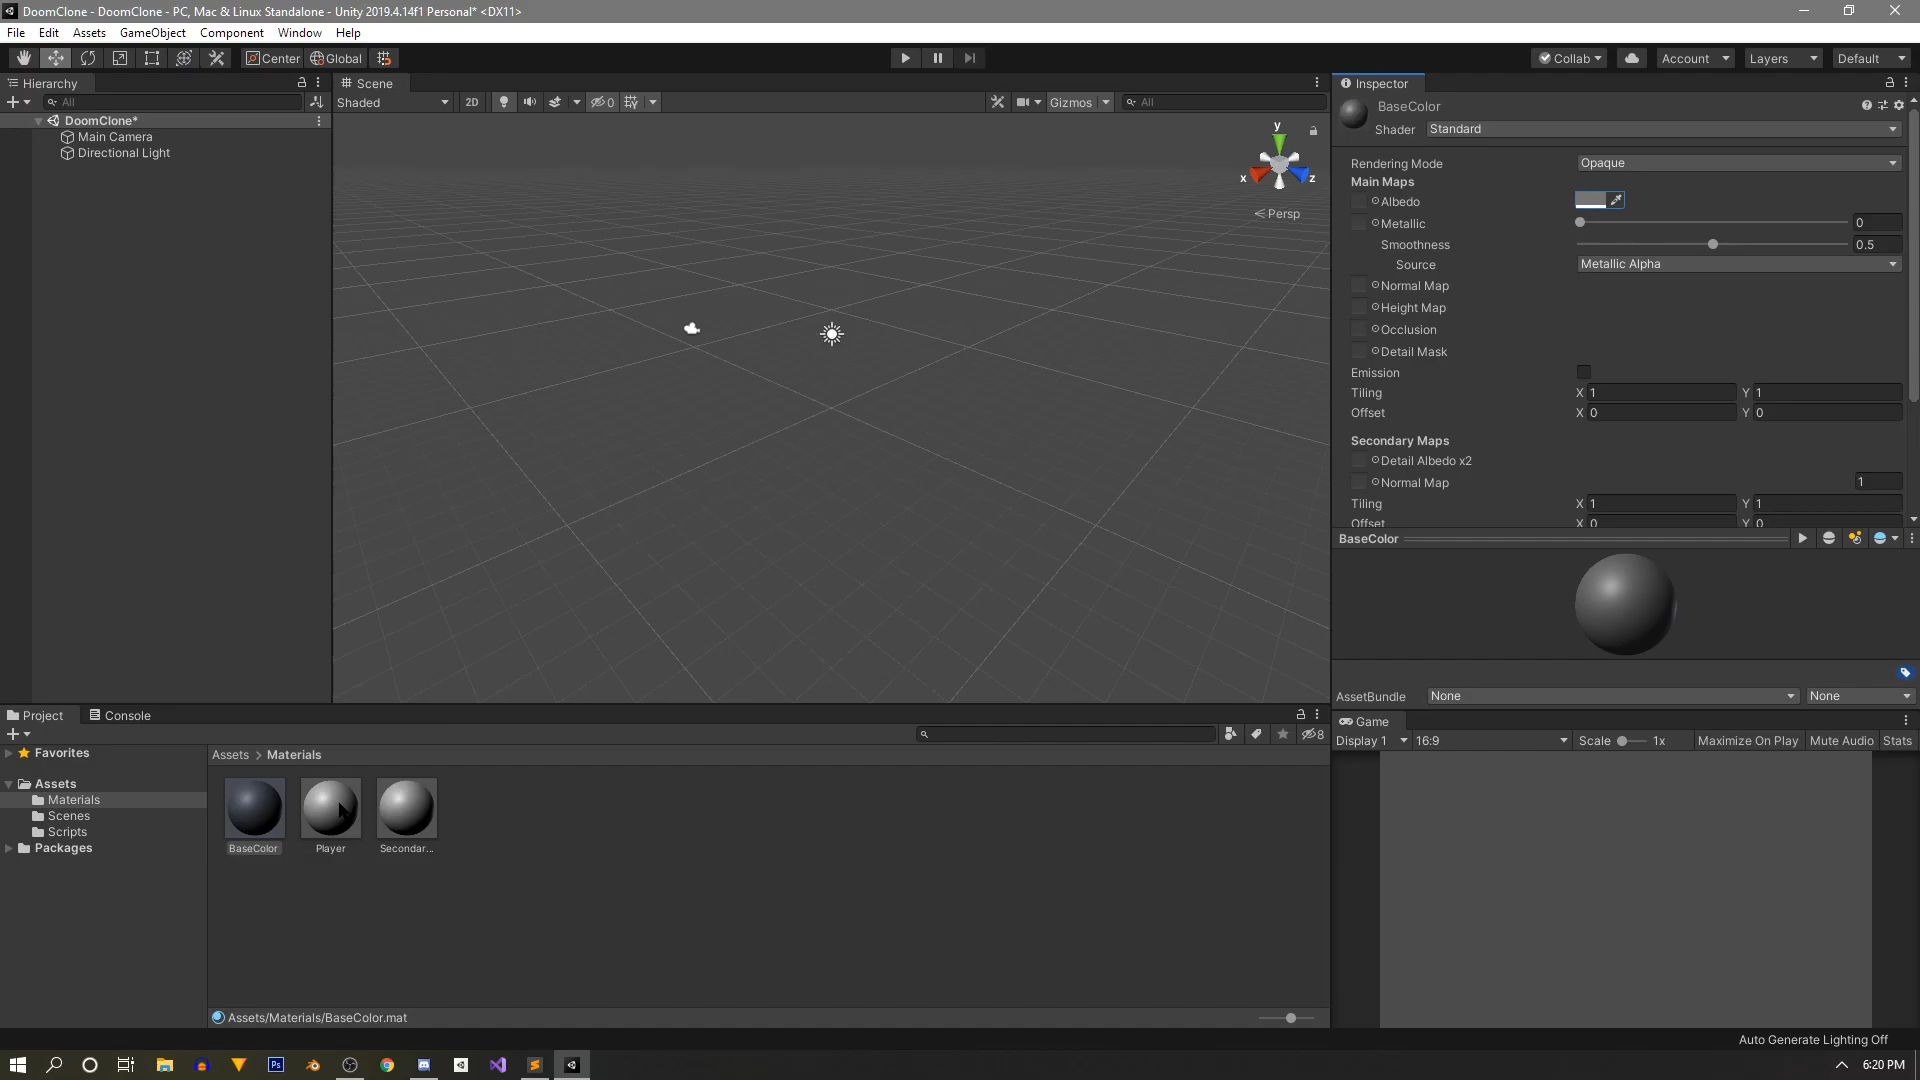 DoomClone - DoomClone - PC, Mac & Linux Standalone - Unity 2019.4.14f1 Personal* <DX11>
File Edit Assets GameObject Component Window Help
Center Global Collab Account Layers Default
Hierarchy
All
DoomClone*
Main Camera
Directional Light
Scene
Shaded 2D 0 Gizmos All
y
x
z
Persp
Inspector
BaseColor
Shader Standard
Rendering Mode Opaque
Main Maps
Albedo
Metallic 0
Smoothness 0.5
Source Metallic Alpha
Normal Map
Height Map
Occlusion
Detail Mask
Emission
Tiling X 1 Y 1
Offset X 0 Y 0
Secondary Maps
Detail Albedo x2
Normal Map 1
Tiling X 1 Y 1
Offset X 0 Y 0
BaseColor
AssetBundle None None
Game
Display 1 16:9 Scale 1x Maximize On Play Mute Audio Stats
Project Console
8
Favorites
Assets
Materials
Scenes
Scripts
Packages
Assets > Materials
BaseColor Player Secondar...
Assets/Materials/BaseColor.mat
Auto Generate Lighting Off
Ps
6:20 PM